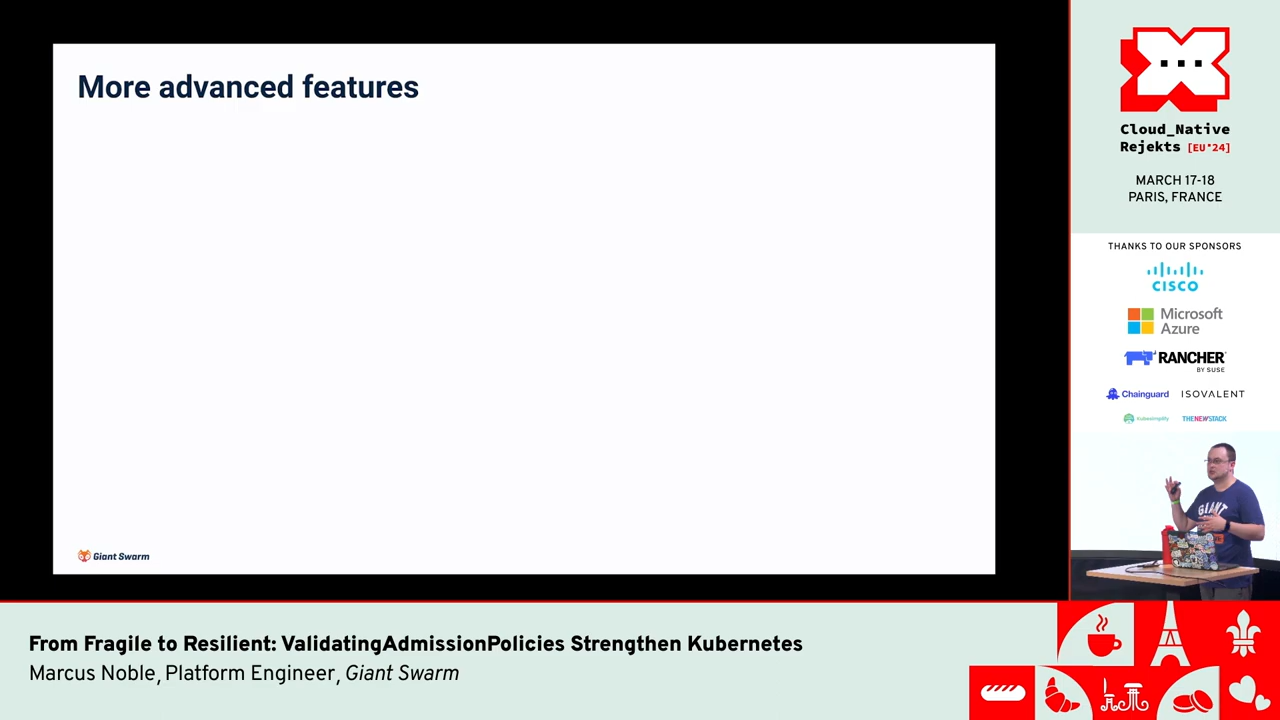 More advanced features
Giant Swarm
Cloud_Native
Rejekts [EU'24]
MARCH 17-18
PARIS, FRANCE
THANKS TO OUR SPONSORS
CISCO
Microsoft
Azure
RANCHER
BY SUSE
Chainguard
ISOVALENT
Kubesimplify
THENEWSTACK
GIANT
From Fragile to Resilient: ValidatingAdmissionPolicies Strengthen Kubernetes
Marcus Noble, Platform Engineer, Giant Swarm